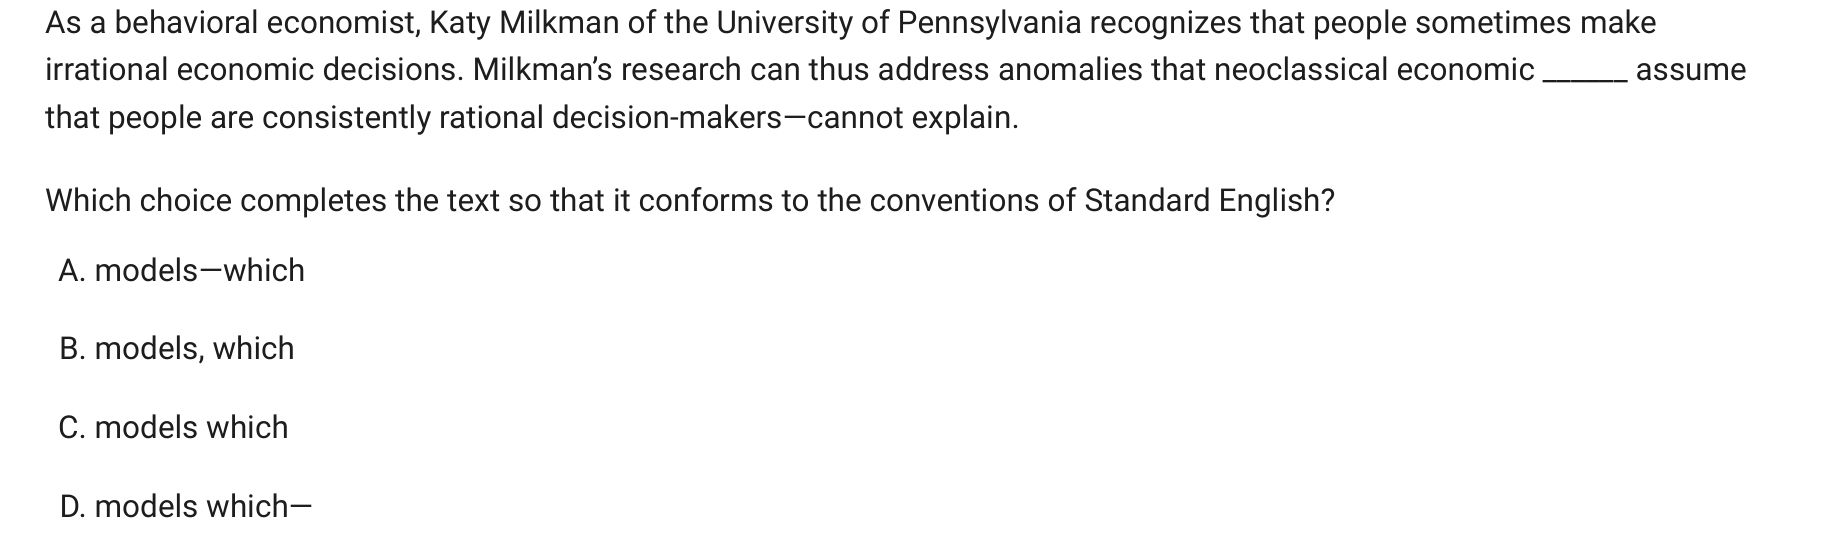 As a behavioral economist, Katy Milkman of the University of Pennsylvania recognizes that people sometimes make
irrational economic decisions. Milkman’s research can thus address anomalies that neoclassical economic ______ assume
that people are consistently rational decision-makers—cannot explain.
Which choice completes the text so that it conforms to the conventions of Standard English?
A. models—which
B. models, which
C. models which
D. models which—